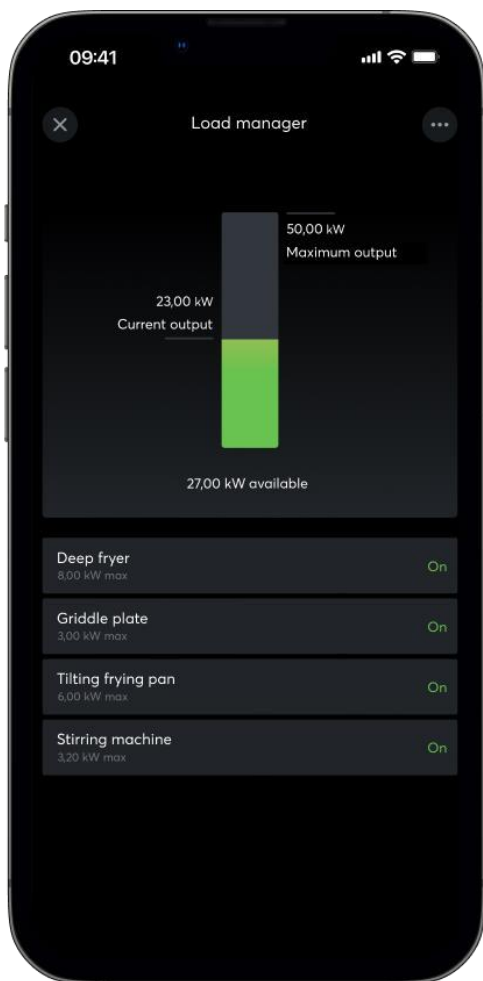 09:41
Load manager
50,00 kW
Maximum output
23,00 kW
Current output
27,00 kW available
Deep fryer
8,00 kW max
On
Griddle plate
3,00 kW max
On
Tilting frying pan
6,00 kW max
On
Stirring machine
3,20 kW max
On